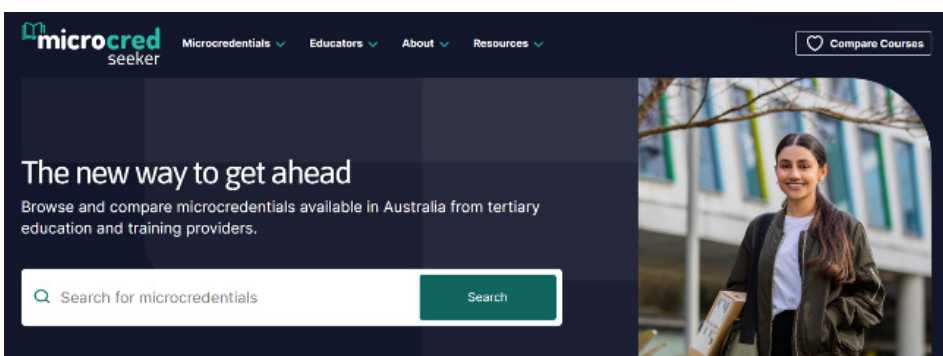 microcred
seeker
Microcredentials
Educators
About
Resources
Compare Courses
The new way to get ahead
Browse and compare microcredentials available in Australia from tertiary
education and training providers.
Search for microcredentials
Search